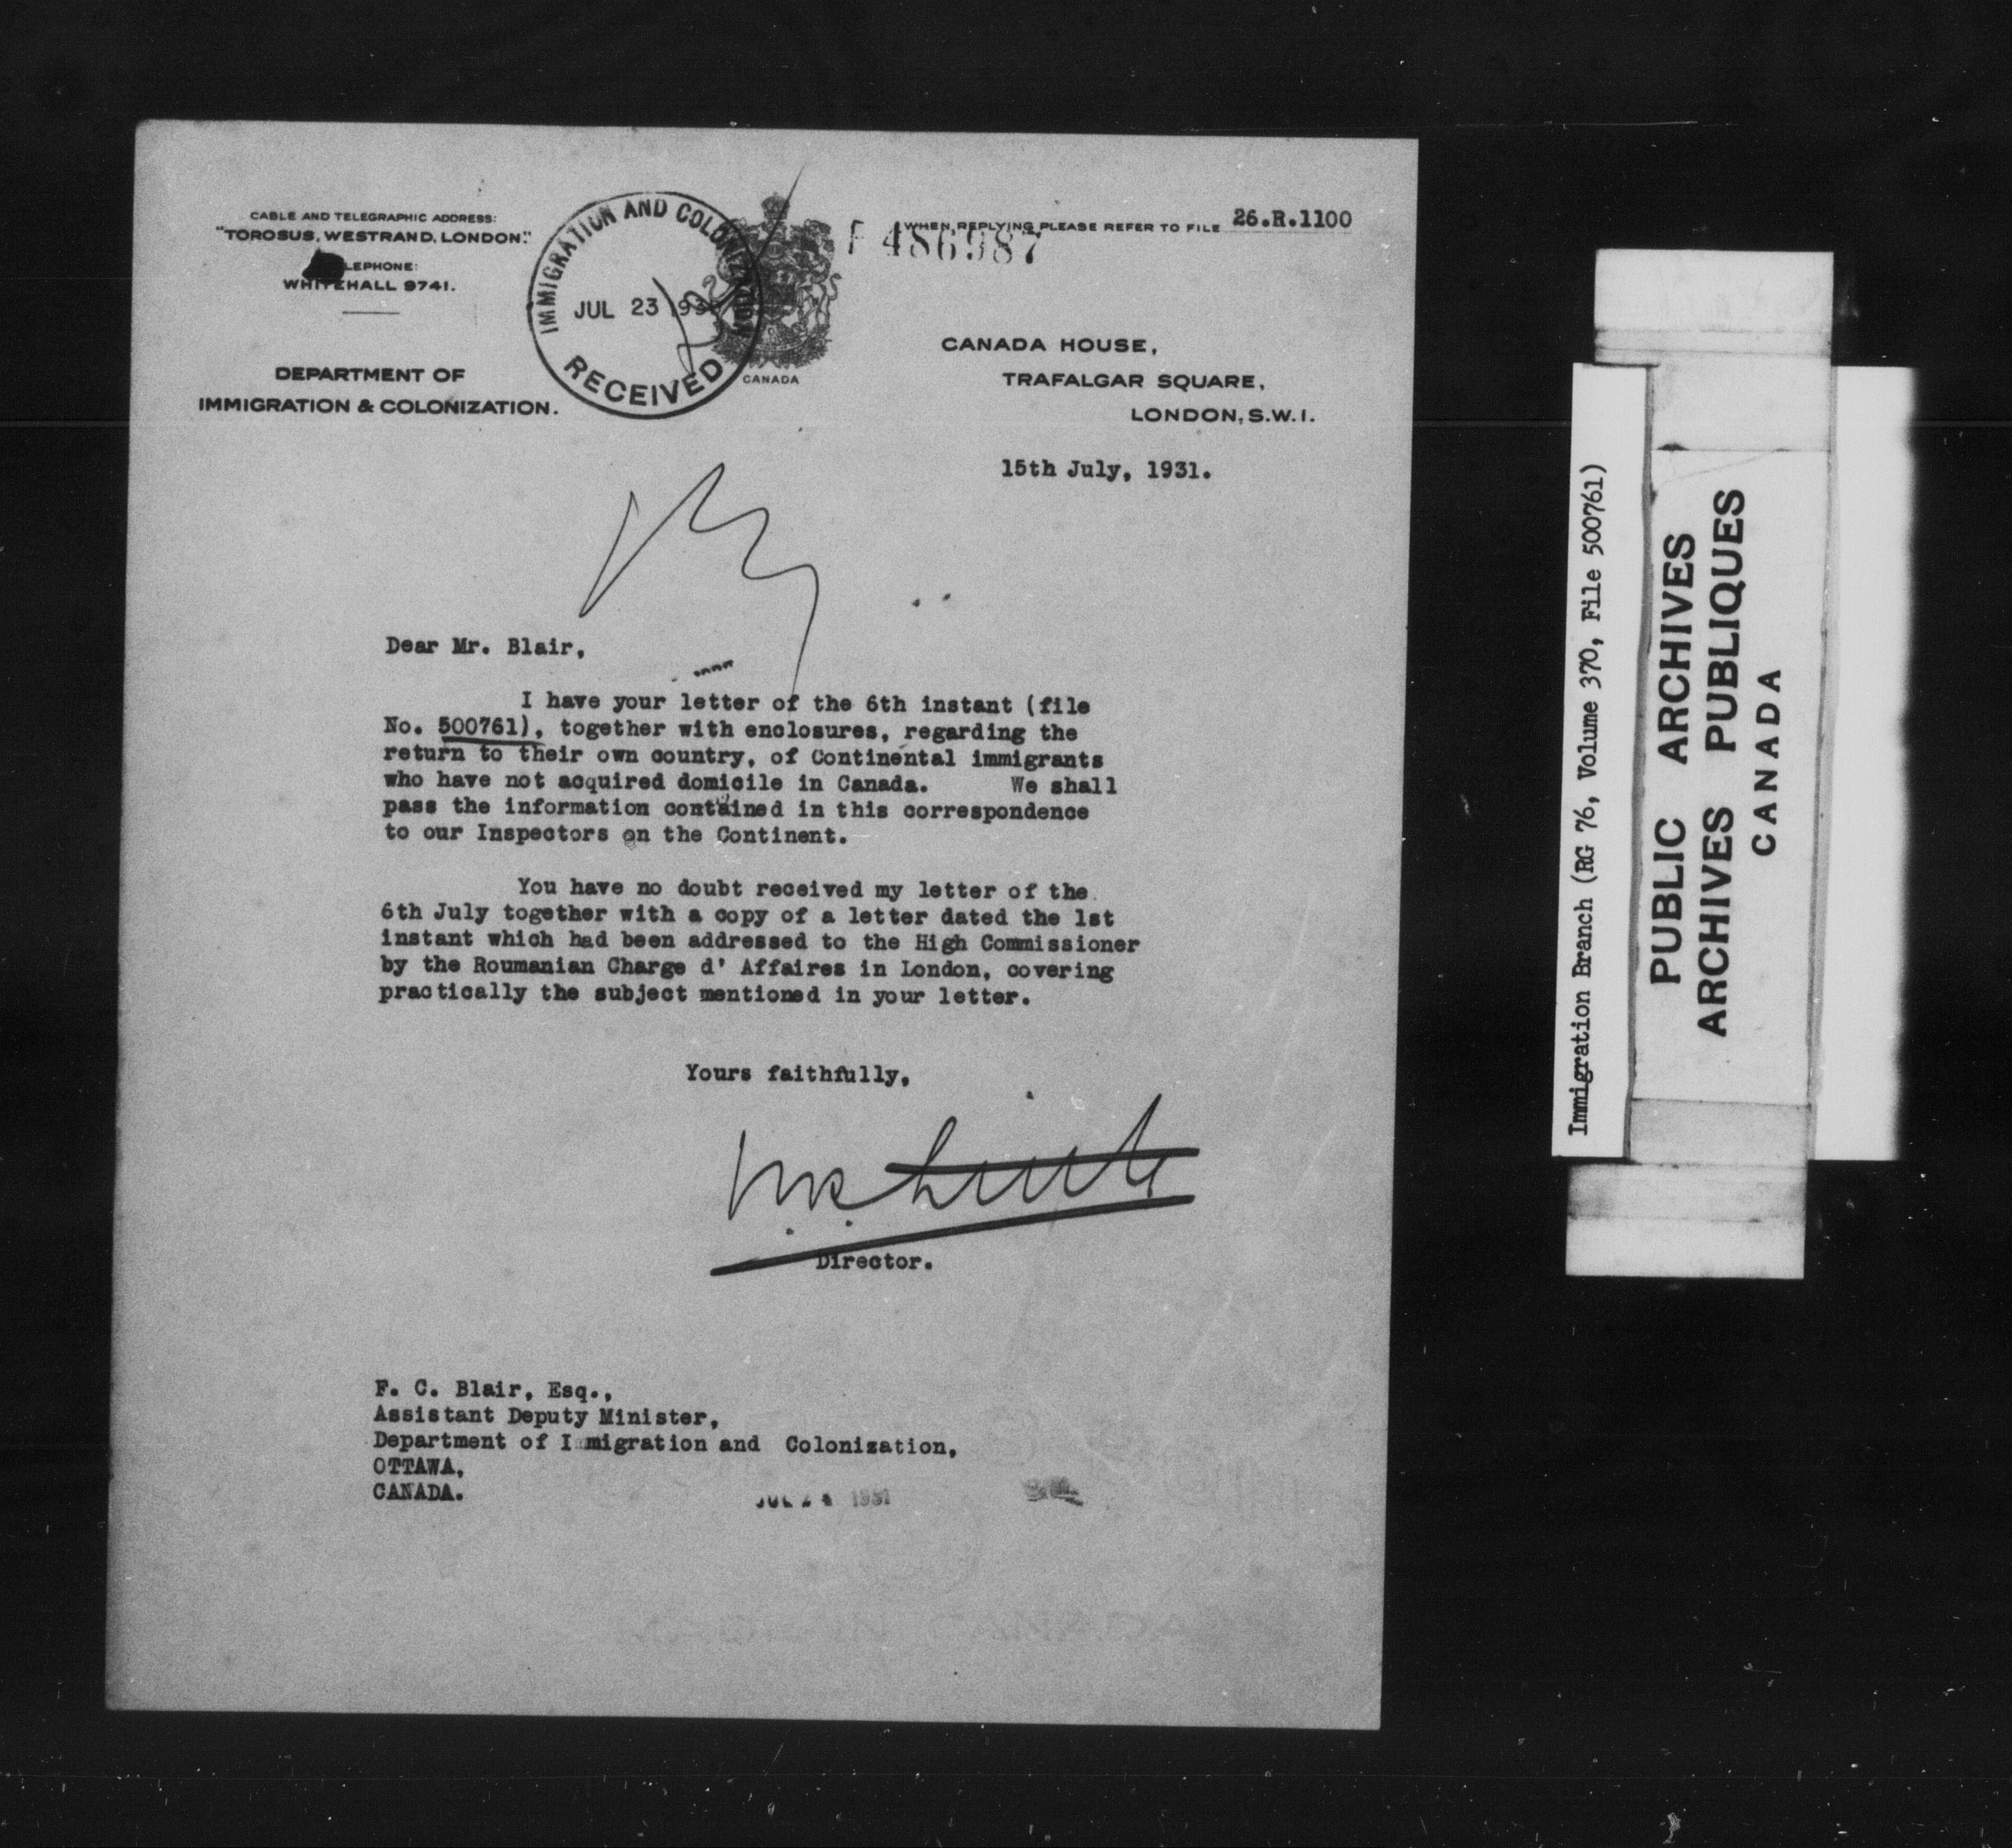 CABLE AND TELEGRAPHIC ADDRESS:
"TOROSUS, WESTRAND, LONDON."
LEPHONE:
WHITEHALL 9741.
DEPARTMENT OF
IMMIGRATION & COLONIZATION.
IMMIGRATION AND COLONIZATION
JUL 23 193
RECEIVED
CANADA
F 486987
WHEN REPLYING PLEASE REFER TO FILE 26.R.1100
CANADA HOUSE,
TRAFALGAR SQUARE,
LONDON, S.W.1.
15th July, 1931.
Dear Mr. Blair,
I have your letter of the 6th instant (file
No. 500761), together with enclosures, regarding the
return to their own country, of Continental immigrants
who have not acquired domicile in Canada. We shall
pass the information contained in this correspondence
to our Inspectors on the Continent.
You have no doubt received my letter of the
6th July together with a copy of a letter dated the 1st
instant which had been addressed to the High Commissioner
by the Roumanian Charge d' Affaires in London, covering
practically the subject mentioned in your letter.
Yours faithfully,
Director.
F. C. Blair, Esq.,
Assistant Deputy Minister,
Department of I migration and Colonization,
OTTAWA,
CANADA.
JUL 24 1931
Immigration Branch (RG 76, Volume 370, File 500761)
PUBLIC ARCHIVES
ARCHIVES PUBLIQUES
CANADA